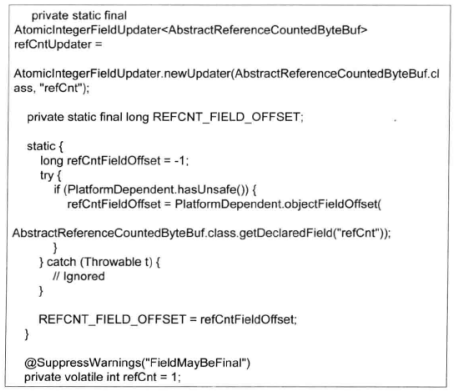 private static final
AtomicIntegerFieldUpdater<AbstractReferenceCountedByteBuf>
refCntUpdater =
AtomicIntegerFieldUpdater.newUpdater(AbstractReferenceCountedByteBuf.cl
ass, "refCnt");
private static final long REFCNT_FIELD_OFFSET;
static {
long refCntFieldOffset = -1;
try {
if (PlatformDependent.hasUnsafe()) {
refCntFieldOffset = PlatformDependent.objectFieldOffset(
AbstractReferenceCountedByteBuf.class.getDeclaredField("refCnt"));
}
} catch (Throwable t) {
// Ignored
}
REFCNT_FIELD_OFFSET = refCntFieldOffset;
}
@SuppressWarnings("FieldMayBeFinal")
private volatile int refCnt = 1;